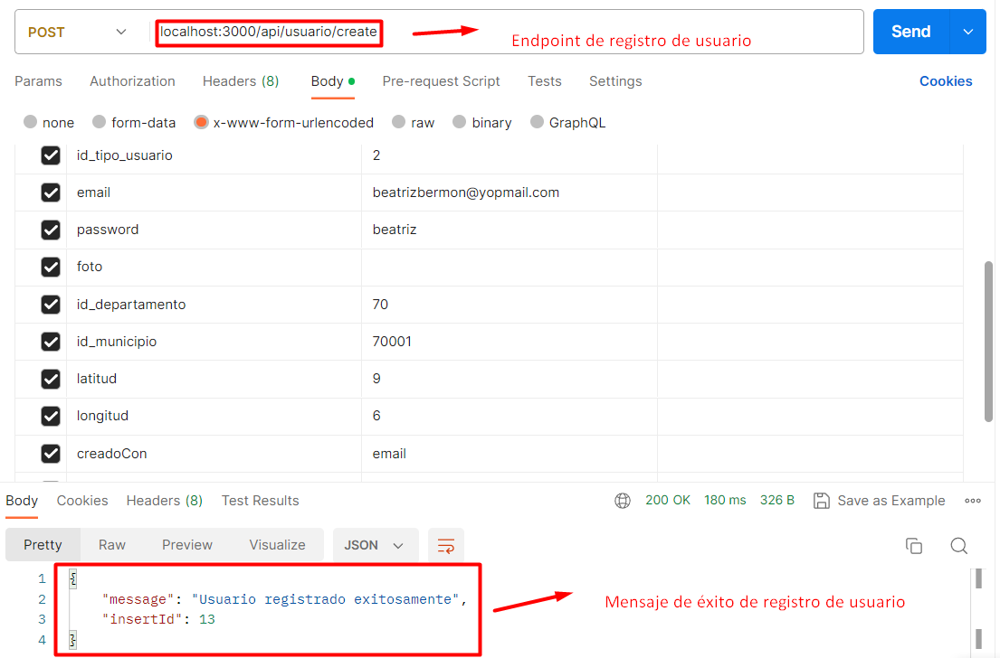 POST localhost:3000/api/usuario/create Send
Endpoint de registro de usuario
Params Authorization Headers (8) Body Pre-request Script Tests Settings Cookies
none form-data x-www-form-urlencoded raw binary GraphQL
id_tipo_usuario 2
email beatrizbermon@yopmail.com
password beatriz
foto
id_departamento 70
id_municipio 70001
latitud 9
longitud 6
creadoCon email
Body Cookies Headers (8) Test Results 200 OK 180 ms 326 B Save as Example
Pretty Raw Preview Visualize JSON
1 {
2 "message": "Usuario registrado exitosamente",
3 "insertId": 13
4 }
Mensaje de éxito de registro de usuario